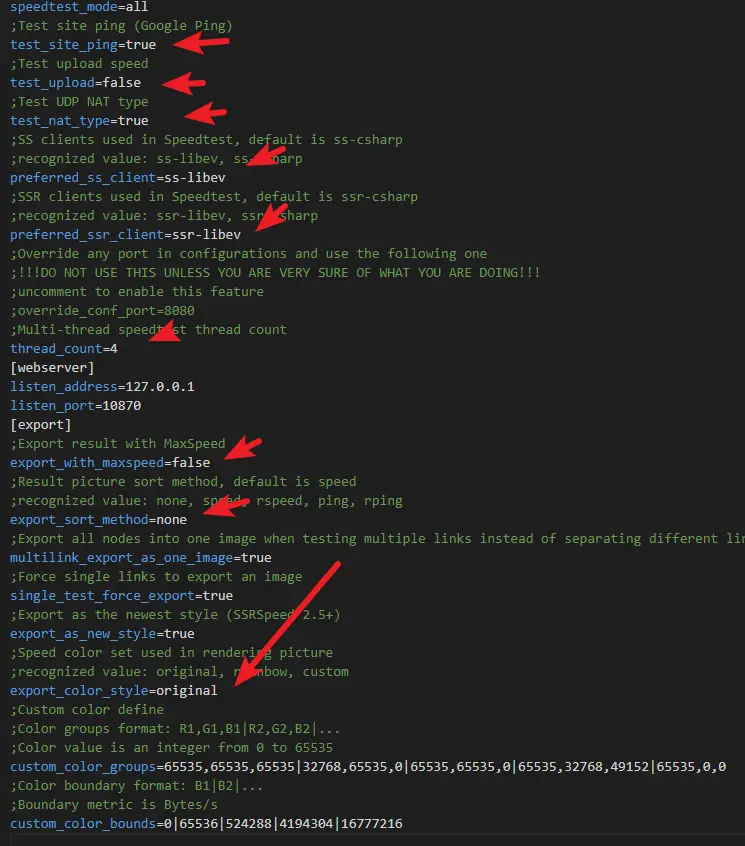 speedtest_mode=all
;Test site ping (Google Ping)
test_site_ping=true
;Test upload speed
test_upload=false
;Test UDP NAT type
test_nat_type=true
;SS clients used in Speedtest, default is ss-csharp
;recognized value: ss-libev, ss-csharp
preferred_ss_client=ss-libev
;SSR clients used in Speedtest, default is ssr-csharp
;recognized value: ssr-libev, ssr-csharp
preferred_ssr_client=ssr-libev
;Override any port in configurations and use the following one
;!!!DO NOT USE THIS UNLESS YOU ARE VERY SURE OF WHAT YOU ARE DOING!!!
;uncomment to enable this feature
;override_conf_port=8080
;Multi-thread speedtest thread count
thread_count=4
[webserver]
listen_address=127.0.0.1
listen_port=10870
[export]
;Export result with MaxSpeed
export_with_maxspeed=false
;Result picture sort method, default is speed
;recognized value: none, speed, rspeed, ping, rping
export_sort_method=none
;Export all nodes into one image when testing multiple links instead of separating different lin
multilink_export_as_one_image=true
;Force single links to export an image
single_test_force_export=true
;Export as the newest style (SSRSpeed 2.5+)
export_as_new_style=true
;Speed color set used in rendering picture
;recognized value: original, rainbow, custom
export_color_style=original
;Custom color define
;Color groups format: R1,G1,B1|R2,G2,B2|...
;Color value is an integer from 0 to 65535
custom_color_groups=65535,65535,65535|32768,65535,0|65535,65535,0|65535,32768,49152|65535,0,0
;Color boundary format: B1|B2|...
;Boundary metric is Bytes/s
custom_color_bounds=0|65536|524288|4194304|16777216